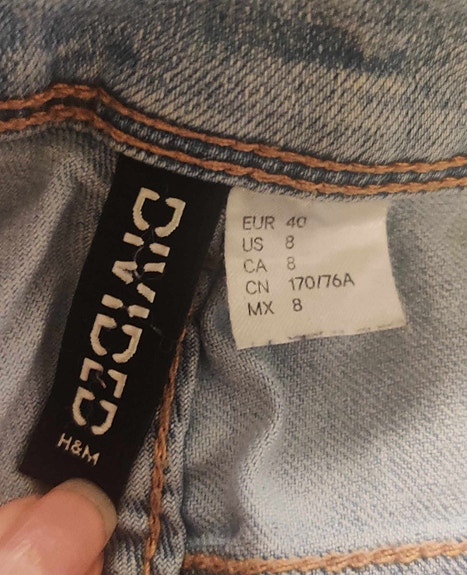 DIVIDED
H&M
EUR 40
US 8
CA 8
CN 170/76A
MX 8